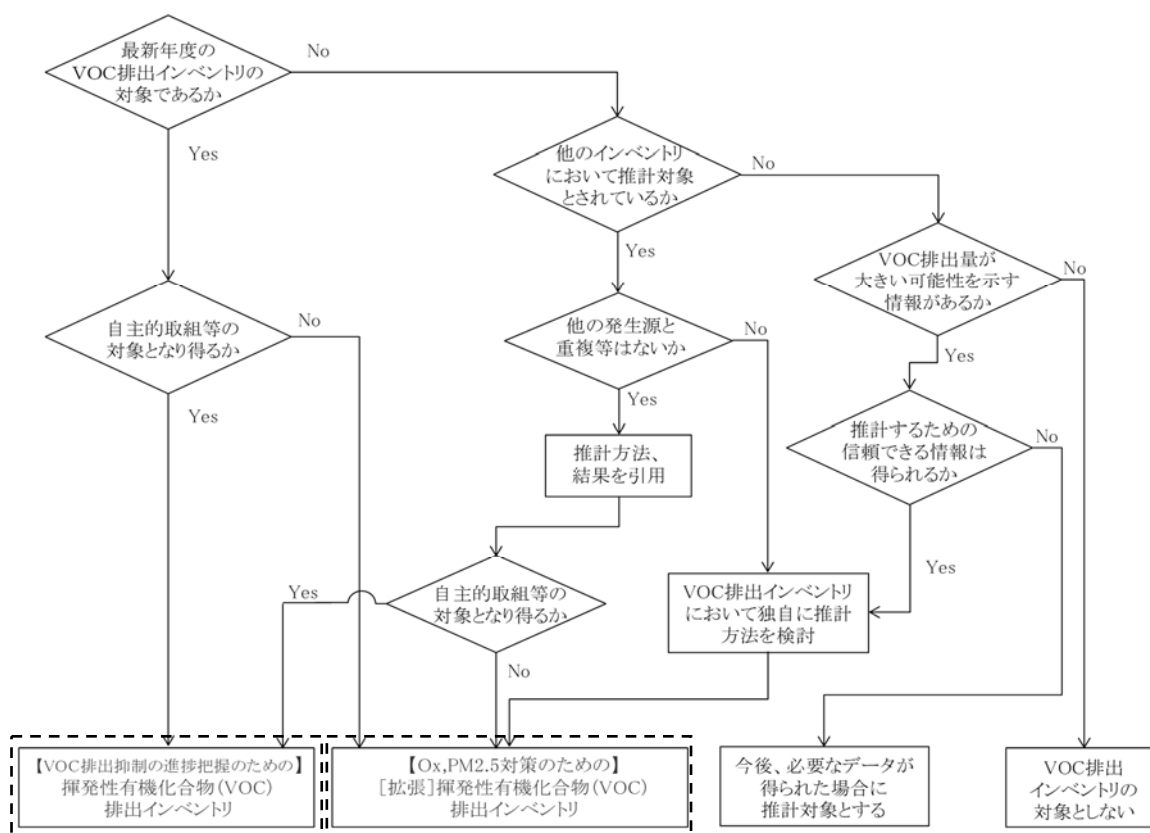 最新年度の
VOC排出インベントリの
対象であるか
No
Yes
他のインベントリ
において推計対象
とされているか
No
Yes
VOC排出量が
大きい可能性を示す
情報があるか
No
Yes
自主的取組等の
対象となり得るか
No
Yes
他の発生源と
重複等はないか
No
Yes
推計方法、
結果を引用
推計するための
信頼できる情報は
得られるか
No
Yes
自主的取組等の
対象となり得るか
Yes
No
VOC排出インベントリ
において独自に推計
方法を検討
【VOC排出抑制の進捗把握のための】
揮発性有機化合物(VOC)
排出インベントリ
【Ox,PM2.5対策のための】
[拡張]揮発性有機化合物(VOC)
排出インベントリ
今後、必要なデータが
得られた場合に
推計対象とする
VOC排出
インベントリの
対象としない